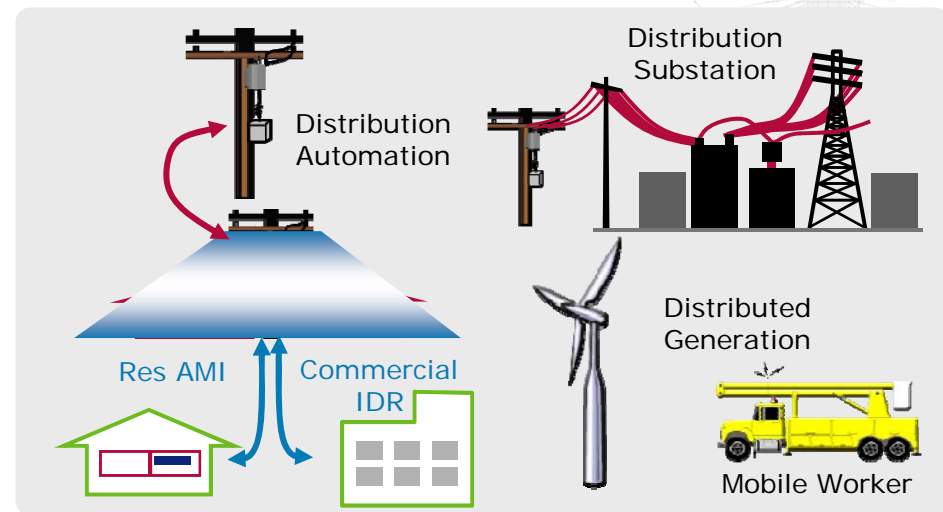 Distribution
Automation
Distribution
Substation
Distributed
Generation
Res AMI
Commercial
IDR
Mobile Worker